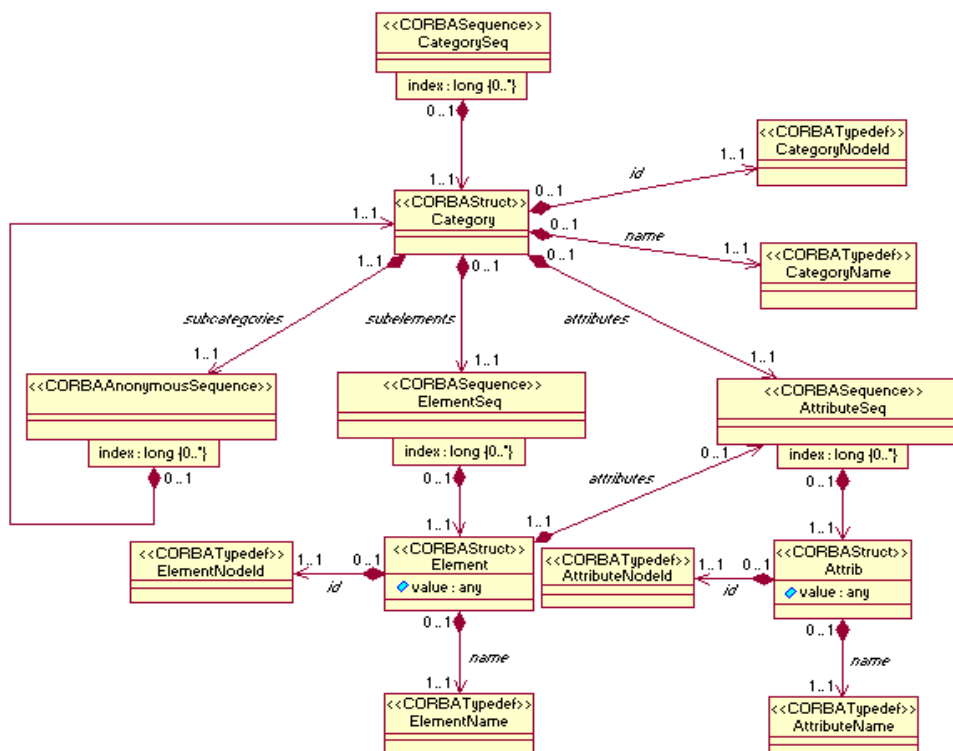 <<CORBASequence>>
CategorySeq
index : long {0..*}
0..1
1..1
<<CORBATypedef>>
CategoryNodeId
id
1..1
0..1
<<CORBAStruct>>
Category
1..1
0..1
name
1..1
<<CORBATypedef>>
CategoryName
1..1
0..1
0..1
subcategories
subelements
attributes
1..1
1..1
1..1
<<CORBAAnonymousSequence>>
<<CORBASequence>>
ElementSeq
<<CORBASequence>>
AttributeSeq
index : long {0..*}
index : long {0..*}
index : long {0..*}
0..1
0..1
attributes
0..1
0..1
1..1
1..1
1..1
<<CORBATypedef>>
ElementNodeId
1..1
0..1
id
<<CORBAStruct>>
Element
value : any
<<CORBATypedef>>
AttributeNodeId
1..1
0..1
id
<<CORBAStruct>>
Attrib
value : any
0..1
0..1
name
name
1..1
1..1
<<CORBATypedef>>
ElementName
<<CORBATypedef>>
AttributeName